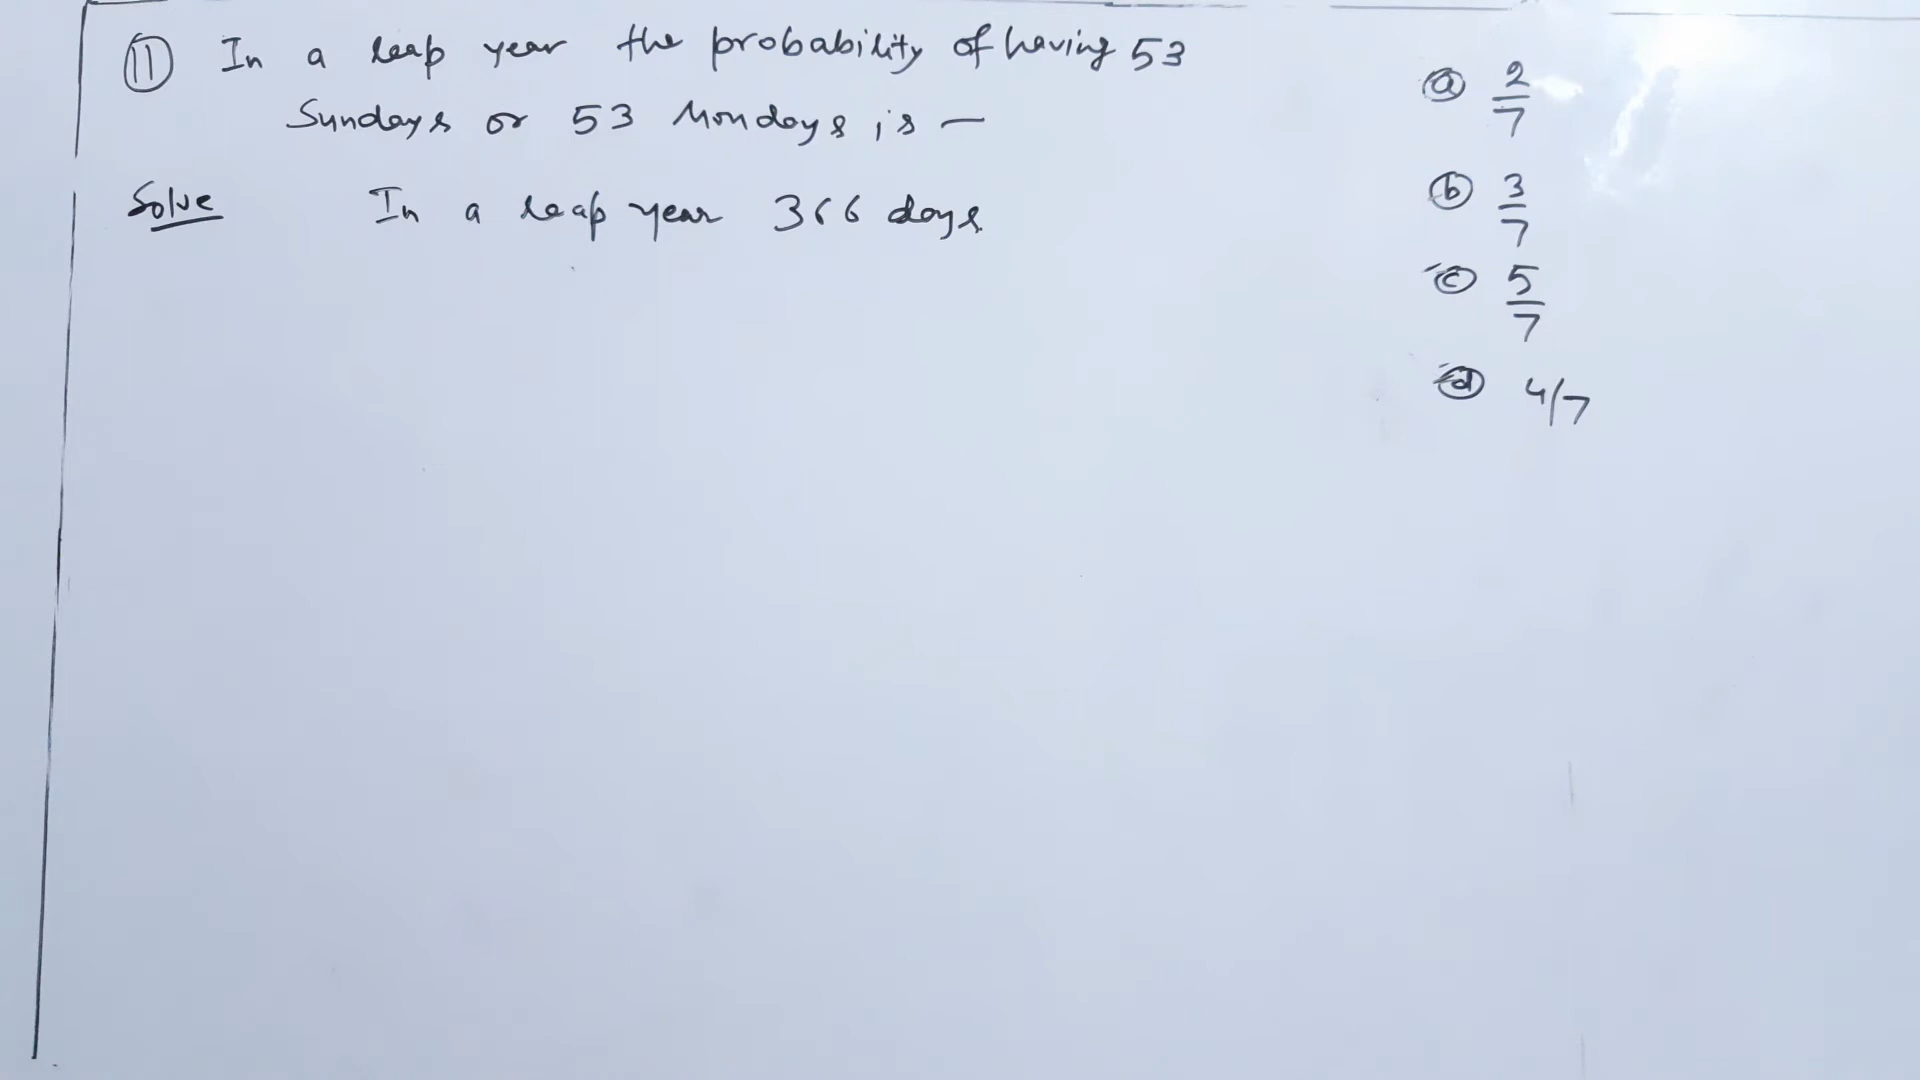 11 In a leap year the probability of having 53
Sundays or 53 Mondays is —
Solve In a leap year 366 days
a 2/7
b 3/7
c 5/7
d 4/7